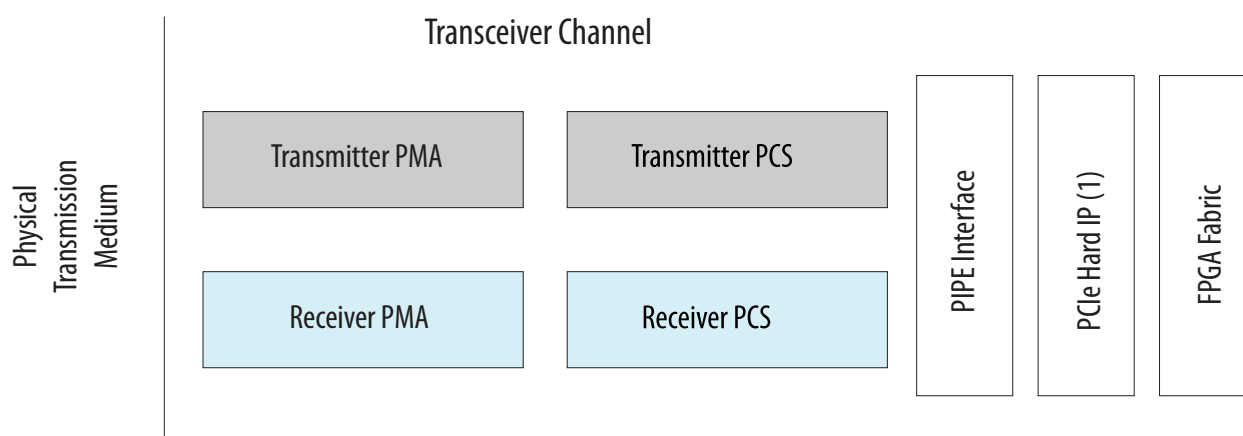 Transceiver Channel
Physical
Transmission
Medium
Transmitter PMA
Transmitter PCS
Receiver PMA
Receiver PCS
PIPE Interface
PCIe Hard IP (1)
FPGA Fabric